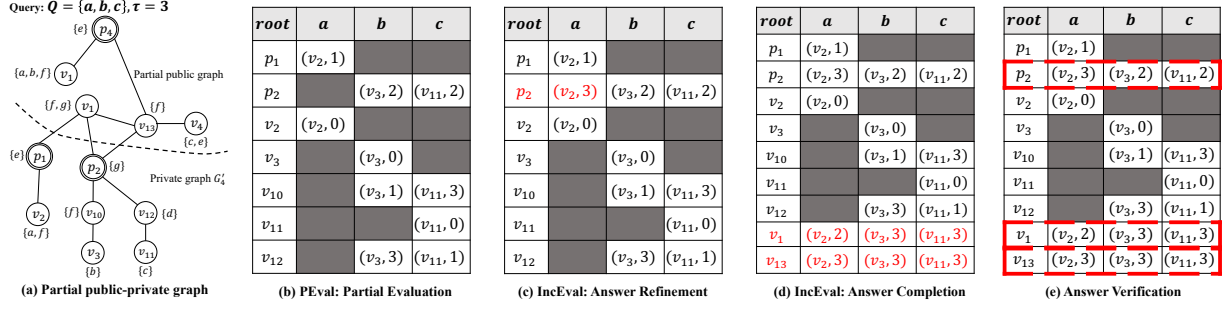 Query: Q = {a, b, c}, τ = 3
{e} p4
{a, b, f} v1
Partial public graph
{f, g} v1
{f}
v13
v4
{c, e}
{e} p1
p2 {g}
Private graph G′4
v2
{a, f}
{f} v10
v12 {d}
v3
{b}
v11
{c}
(a) Partial public-private graph
root a b c
p1 (v2, 1)
p2 (v3, 2) (v11, 2)
v2 (v2, 0)
v3 (v3, 0)
v10 (v3, 1) (v11, 3)
v11 (v11, 0)
v12 (v3, 3) (v11, 1)
(b) PEval: Partial Evaluation
root a b c
p1 (v2, 1)
p2 (v2, 3) (v3, 2) (v11, 2)
v2 (v2, 0)
v3 (v3, 0)
v10 (v3, 1) (v11, 3)
v11 (v11, 0)
v12 (v3, 3) (v11, 1)
(c) IncEval: Answer Refinement
root a b c
p1 (v2, 1)
p2 (v2, 3) (v3, 2) (v11, 2)
v2 (v2, 0)
v3 (v3, 0)
v10 (v3, 1) (v11, 3)
v11 (v11, 0)
v12 (v3, 3) (v11, 1)
v1 (v2, 2) (v3, 3) (v11, 3)
v13 (v2, 3) (v3, 3) (v11, 3)
(d) IncEval: Answer Completion
root a b c
p1 (v2, 1)
p2 (v2, 3) (v3, 2) (v11, 2)
v2 (v2, 0)
v3 (v3, 0)
v10 (v3, 1) (v11, 3)
v11 (v11, 0)
v12 (v3, 3) (v11, 1)
v1 (v2, 2) (v3, 3) (v11, 3)
v13 (v2, 3) (v3, 3) (v11, 3)
(e) Answer Verification